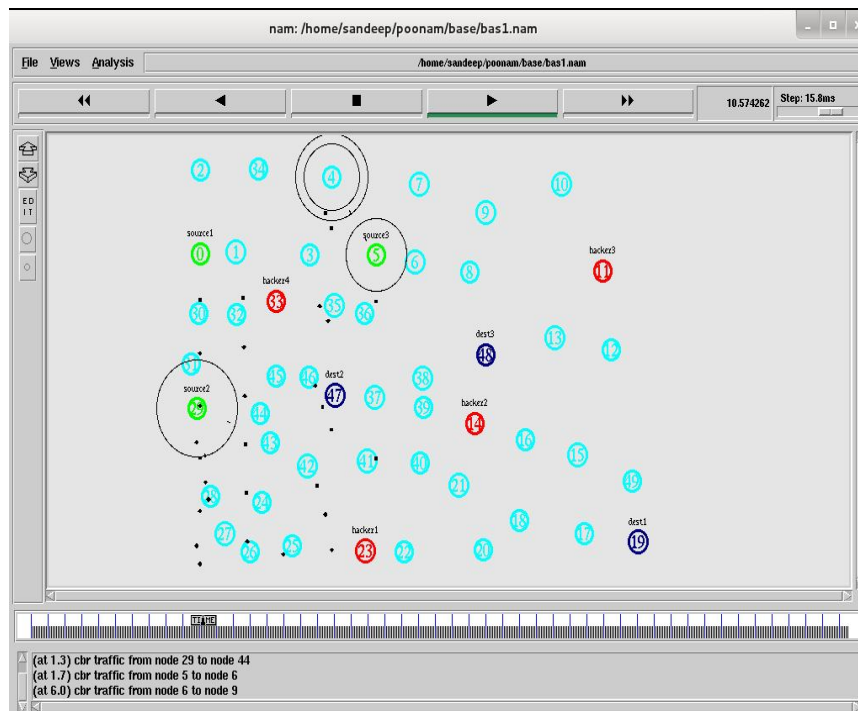 nam: /home/sandeep/poonam/base/bas1.nam
File Views Analysis /home/sandeep/poonam/base/bas1.nam
10.574262 Step: 15.8ms
ED
IT
2 34 4 7 10
9
source1 source3
0 1 3 5 6 8
hacker3
11
hacker4
33
30 32 35 36
dest3
48
13 12
31
45 46
dest2
47
38
37
source2
29
44
39
hacker2
14
43
16
42 41 40
15
21
49
28 24
18
27
26 25
hacker1
23
22 20
17
dest1
19
TIME
(at 1.3) cbr traffic from node 29 to node 44
(at 1.7) cbr traffic from node 5 to node 6
(at 6.0) cbr traffic from node 6 to node 9